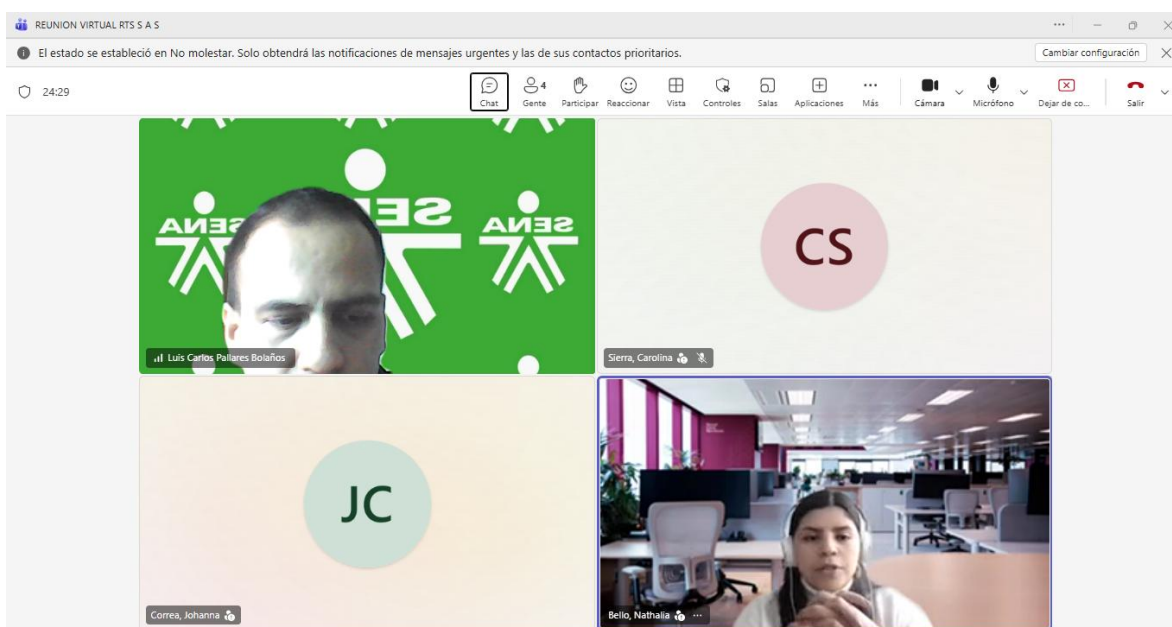 REUNION VIRTUAL RTS S A S
El estado se estableció en No molestar. Solo obtendrá las notificaciones de mensajes urgentes y las de sus contactos prioritarios.
Cambiar configuración
24:29
4
Chat Gente Participar Reaccionar Vista Controles Salas Aplicaciones Más Cámara Micrófono Dejar de co... Salir
SENA SENA SENA
CS
Luis Carlos Pallares Bolaños
Sierra, Carolina
JC
Correa, Johanna
Bello, Nathalia